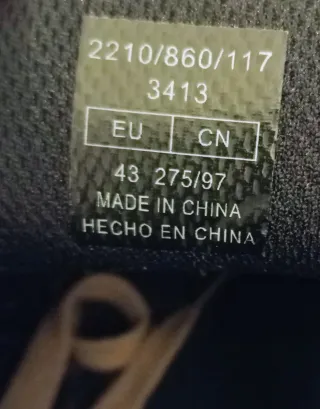 2210/860/117
3413
EU CN
43 275/97
MADE IN CHINA
HECHO EN CHINA